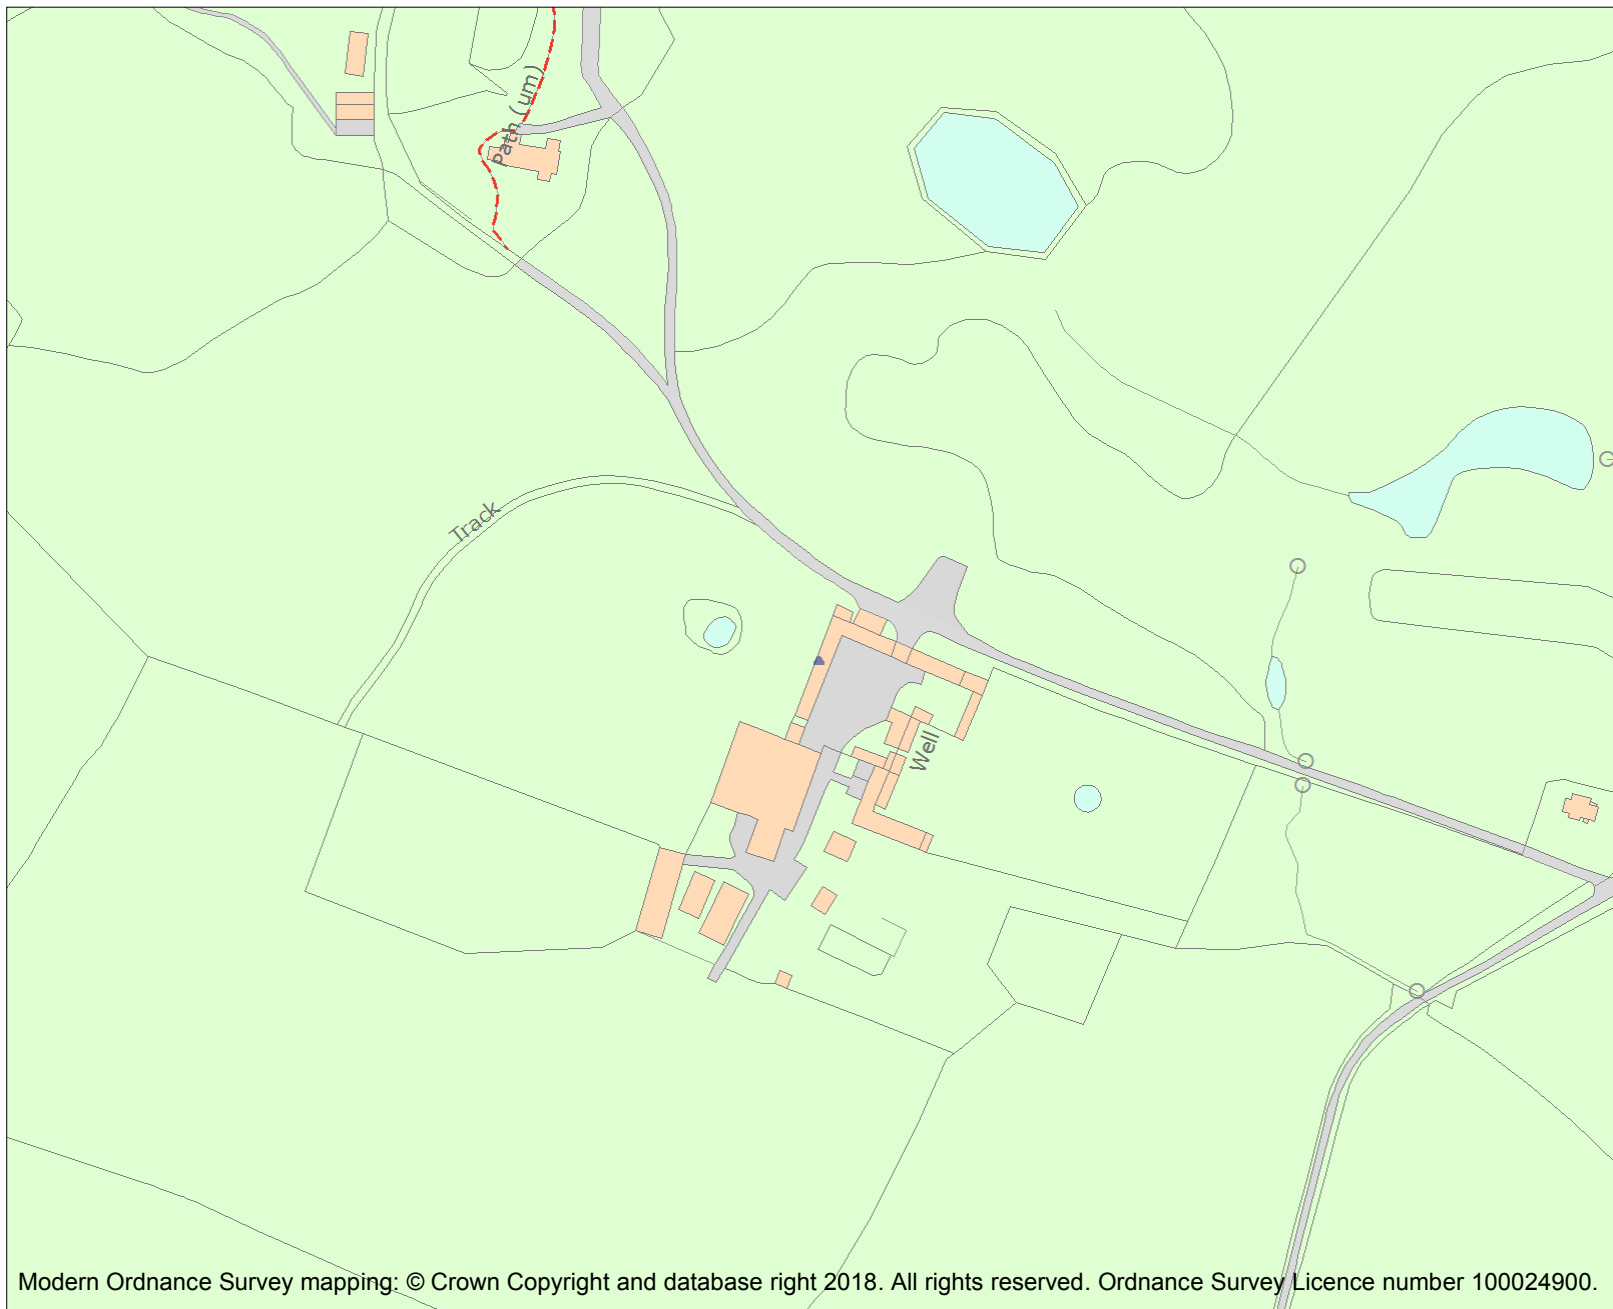 Path (um)
Track
Well
Modern Ordnance Survey mapping: © Crown Copyright and database right 2018. All rights reserved. Ordnance Survey Licence number 100024900.